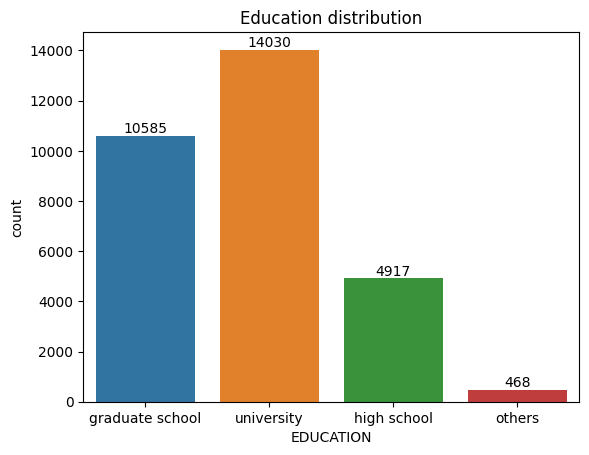 Education distribution
count
14000
12000
10000
8000
6000
4000
2000
0
10585
14030
4917
468
graduate school
university
high school
others
EDUCATION